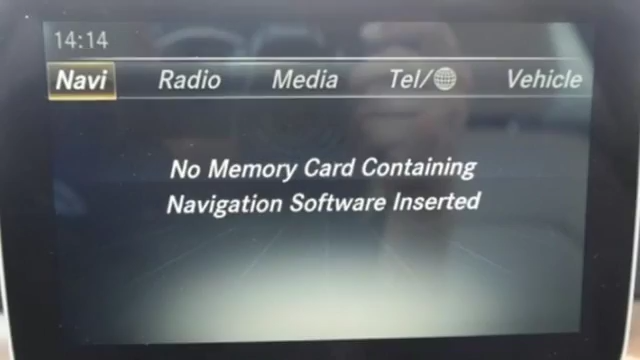 14:14
Navi Radio Media Tel/ Vehicle
No Memory Card Containing
Navigation Software Inserted